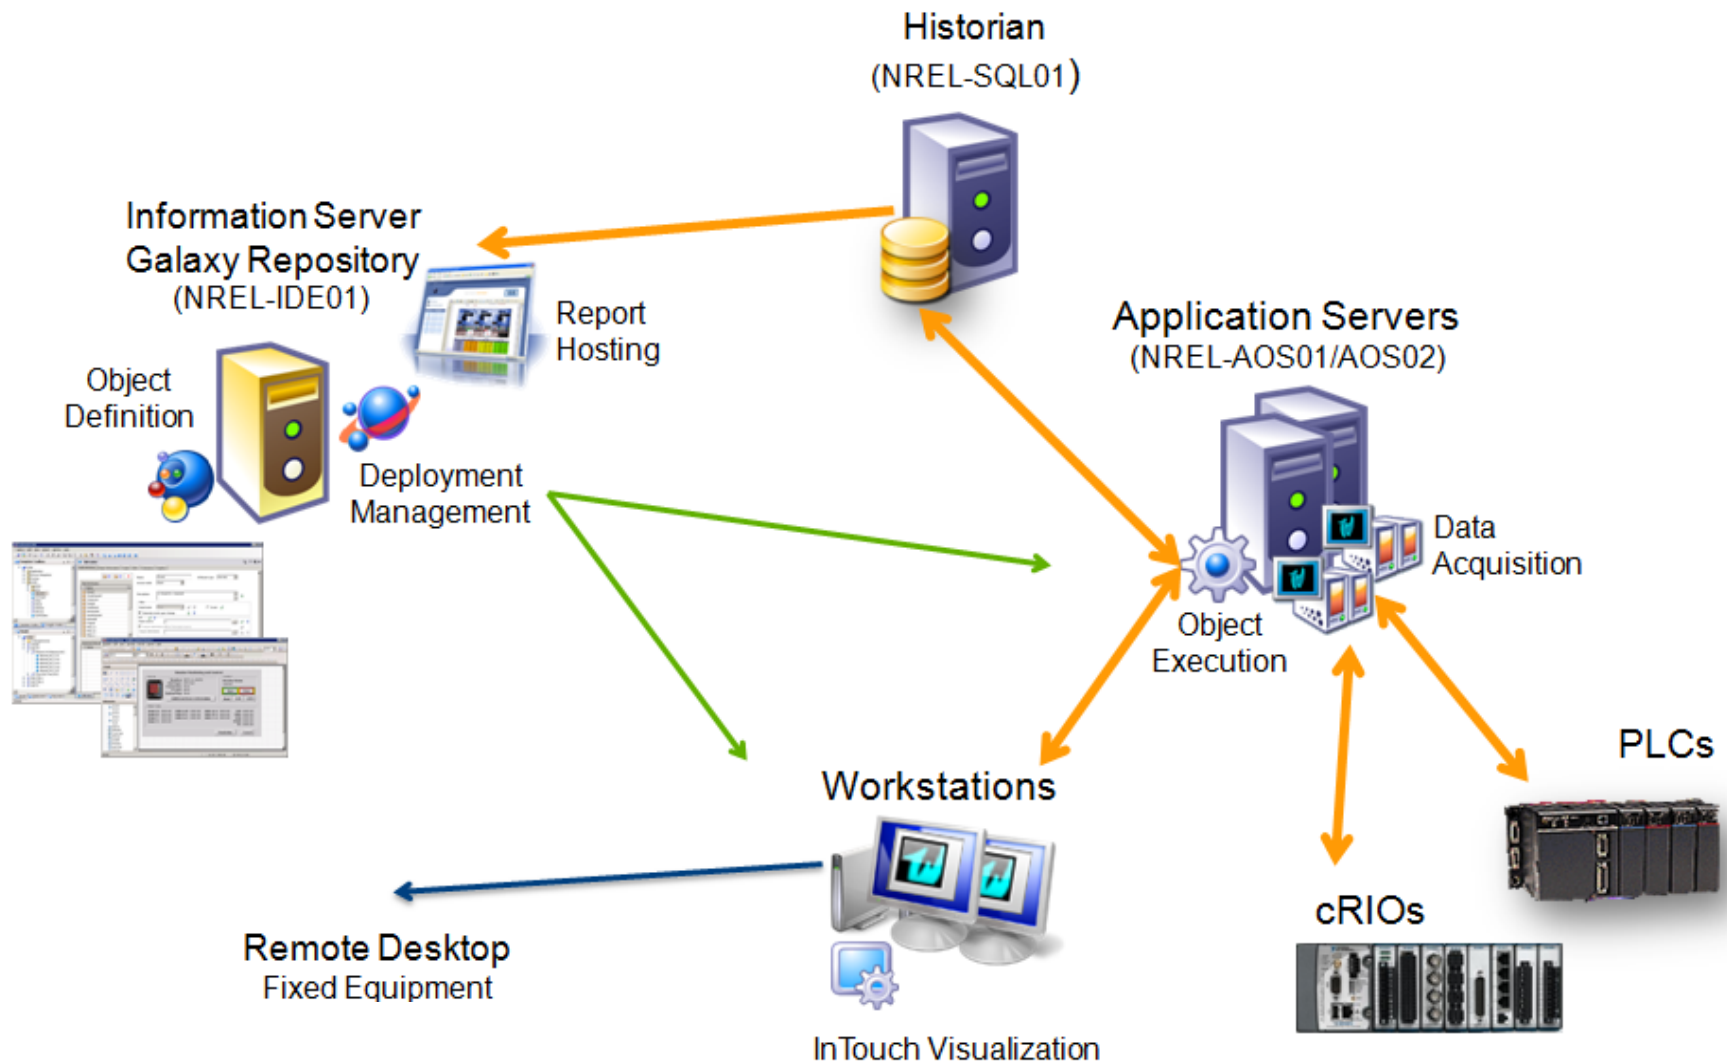 Historian
(NREL-SQL01)
Information Server
Galaxy Repository
(NREL-IDE01)
Report
Hosting
Object
Definition
Deployment
Management
Application Servers
(NREL-AOS01/AOS02)
Data
Acquisition
Object
Execution
Workstations
PLCs
cRIOs
Remote Desktop
Fixed Equipment
InTouch Visualization